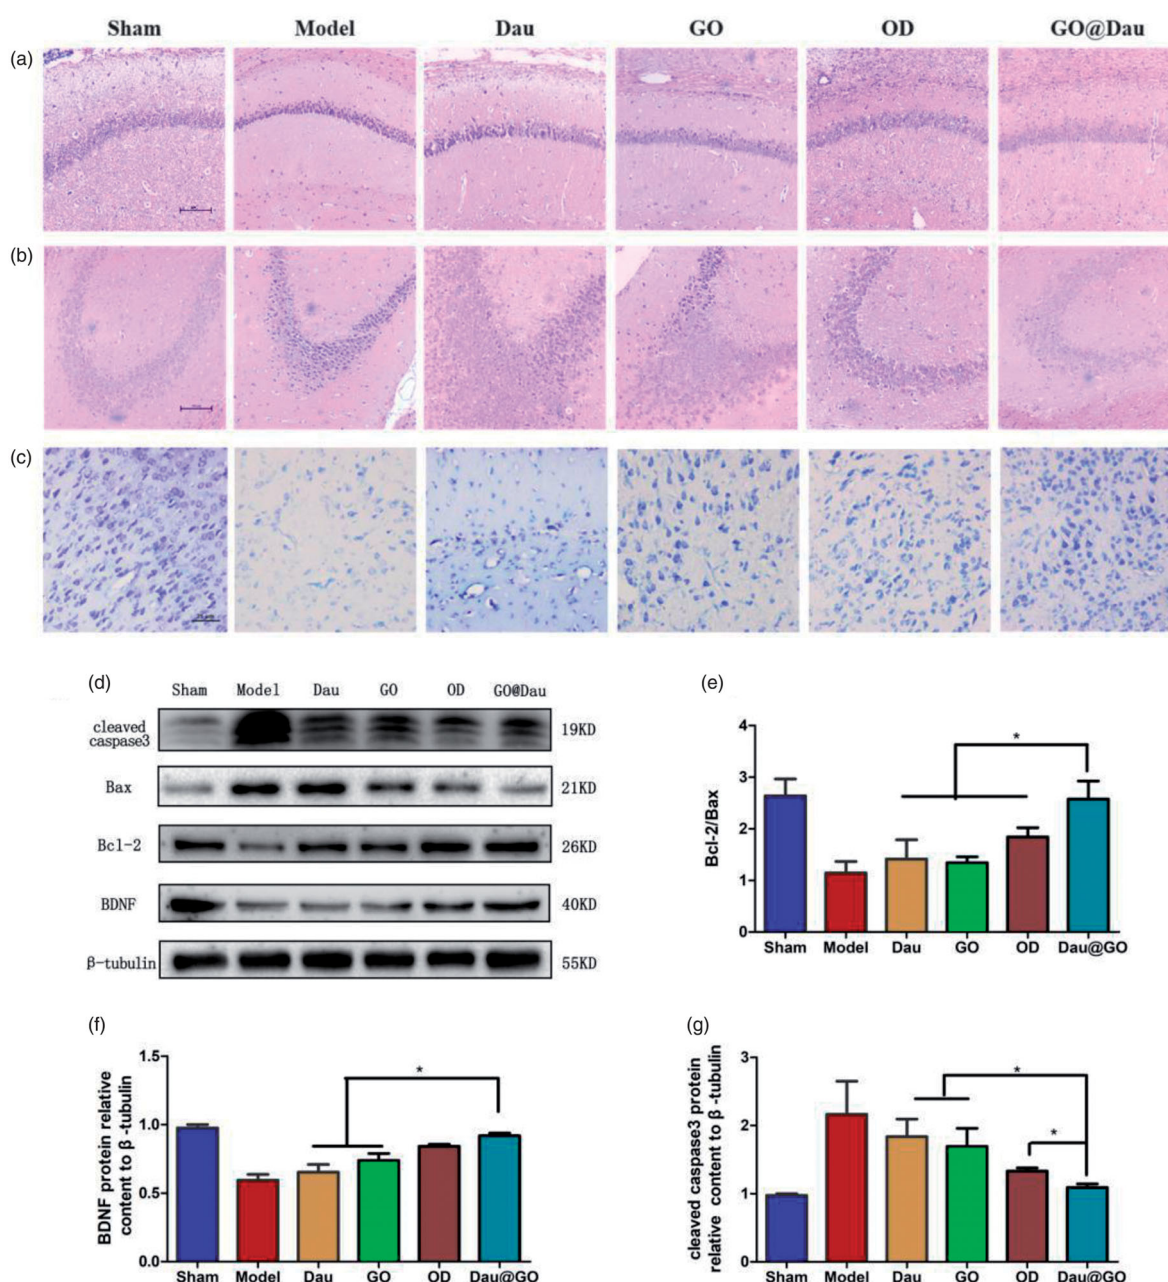 Sham Model Dau GO OD GO@Dau
(a)
(b)
(c)
(d)
Sham Model Dau GO OD GO@Dau
cleaved
caspase3
19KD
Bax
21KD
Bcl-2
26KD
BDNF
40KD
β-tubulin
55KD
(e)
Bcl-2/Bax
4
3
2
1
0
Sham Model Dau GO OD Dau@GO
*
(f)
BDNF protein relative
content to β -tubulin
1.5
1.0
0.5
0.0
Sham Model Dau GO OD Dau@GO
*
(g)
cleaved caspase3 protein
relative content to β -tubulin
3
2
1
0
Sham Model Dau GO OD Dau@GO
*
*